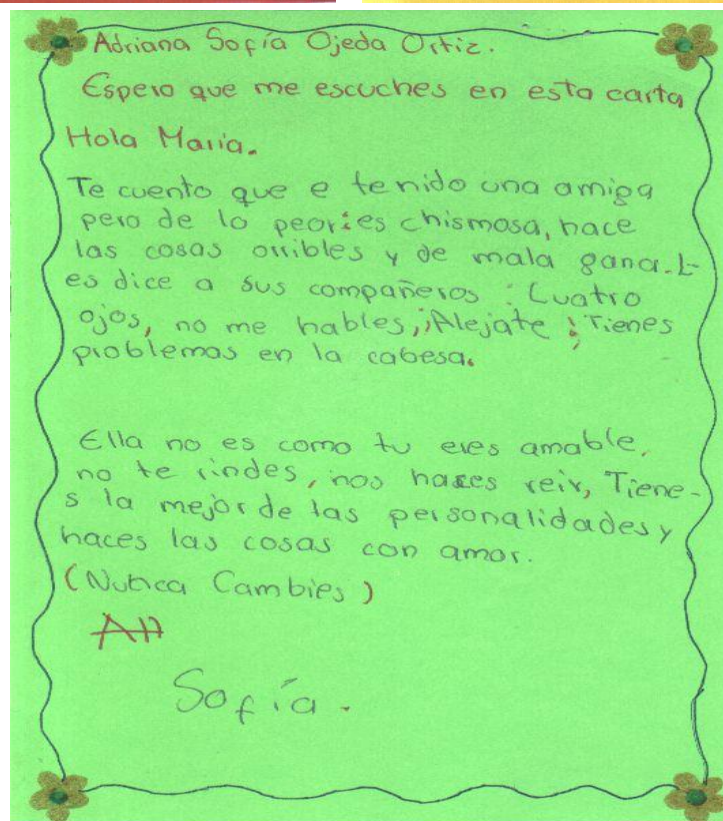 Adriana Sofía Ojeda Ortiz.
Espero que me escuches en esta carta
Hola María.
Te cuento que e tenido una amiga
pero de lo peor: es chismosa, hace
las cosas orribles y de mala gana. L-
es dice a sus compañeros: Cuatro
ojos, no me hables, ¡Alejate! Tienes
problemas en la cabesa.
Ella no es como tu eres amable,
no te rindes, nos haces reir, Tiene-
s la mejor de las personalidades y
haces las cosas con amor.
(Nunca Cambies)
Att
Sofía.